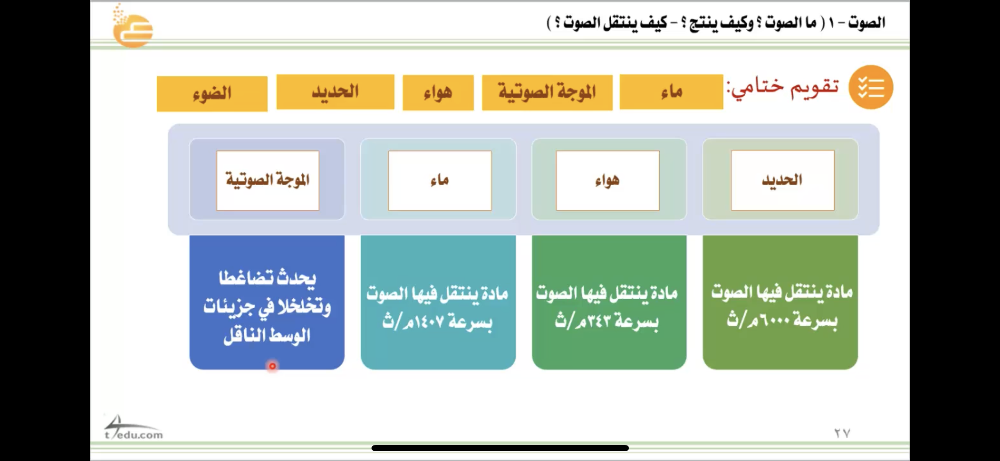 الصوت - ١ ( ما الصوت ؟ وكيف ينتج ؟ - كيف ينتقل الصوت ؟ )
تقويم ختامي:
ماء
الموجة الصوتية
هواء
الحديد
الضوء
الحديد
هواء
ماء
الموجة الصوتية
مادة ينتقل فيها الصوت
بسرعة ٦٠٠٠م/ث
مادة ينتقل فيها الصوت
بسرعة ٣٤٣م/ث
مادة ينتقل فيها الصوت
بسرعة ١٤٠٧م/ث
يحدث تضاغطا
وتخلخلا في جزيئات
الوسط الناقل
t4edu.com
٢٧